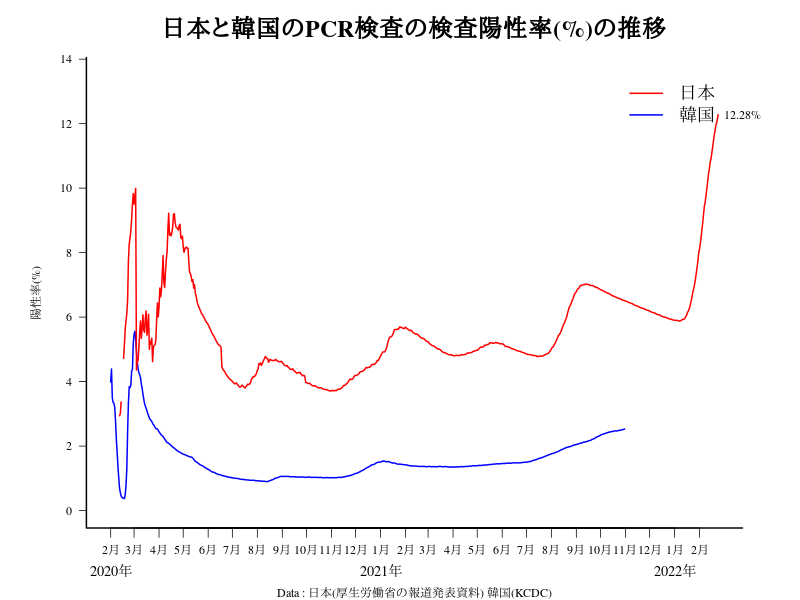 日本と韓国のPCR検査の検査陽性率(%)の推移
14
12
10
8
6
4
2
0
陽性率(%)
日本
韓国
12.28%
2月 3月 4月 5月 6月 7月 8月 9月 10月 11月 12月 1月 2月 3月 4月 5月 6月 7月 8月 9月 10月 11月 12月 1月 2月
2020年 2021年 2022年
Data : 日本(厚生労働省の報道発表資料) 韓国(KCDC)